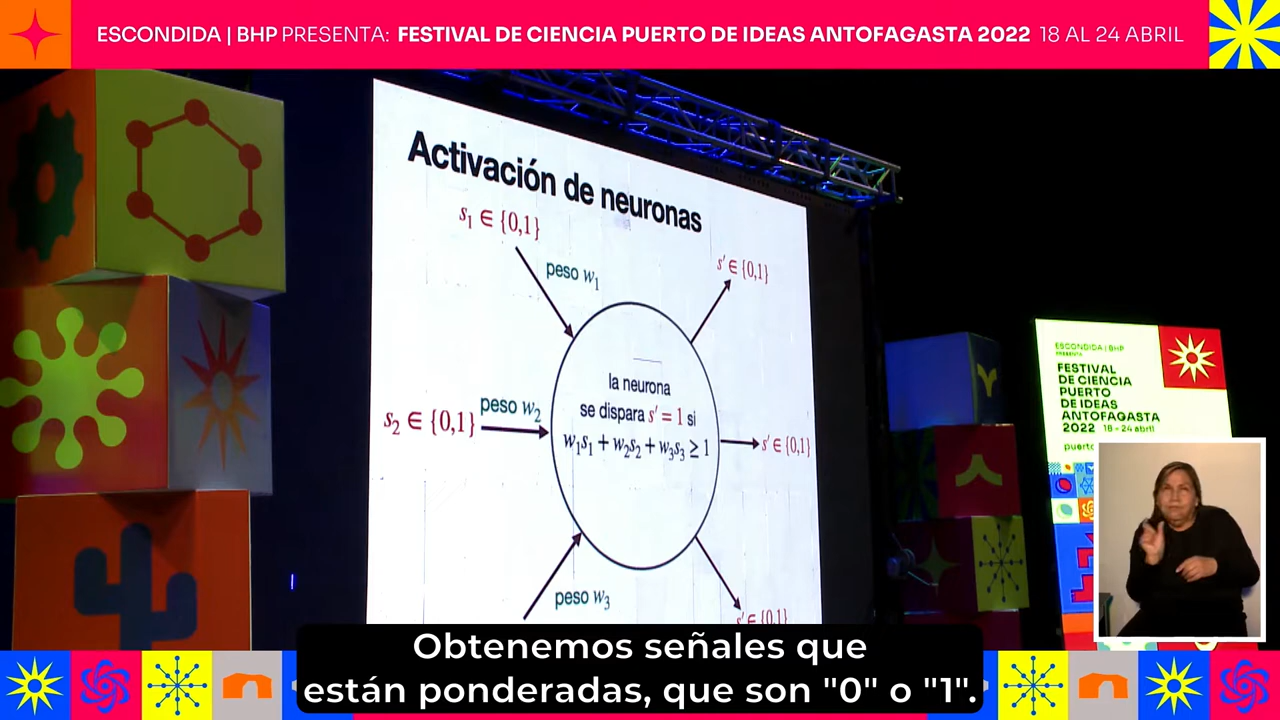 ESCONDIDA | BHP PRESENTA: FESTIVAL DE CIENCIA PUERTO DE IDEAS ANTOFAGASTA 2022 18 AL 24 ABRIL
Activación de neuronas
s₁ ∈ {0,1}
peso w₁
s′ ∈ {0,1}
la neurona
se dispara s′ = 1 si
w₁s₁ + w₂s₂ + w₃s₃ ≥ 1
s₂ ∈ {0,1}
peso w₂
s′ ∈ {0,1}
peso w₃
s′ ∈ {0,1}
ESCONDIDA | BHP
PRESENTA
FESTIVAL
DE CIENCIA
PUERTO
DE IDEAS
ANTOFAGASTA
2022 18 - 24 abril
Obtenemos señales que
están ponderadas, que son "0" o "1".